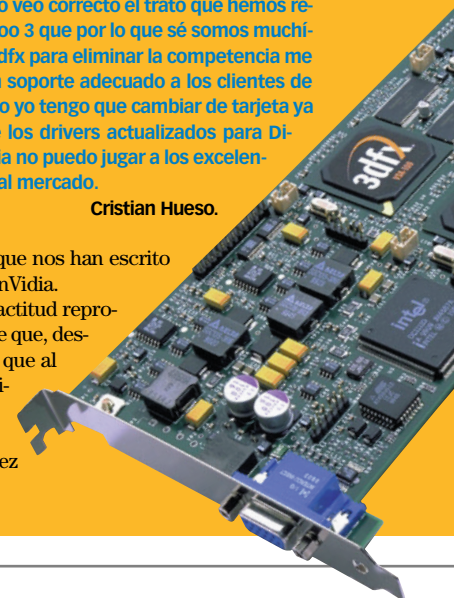 o veo correcto el trato que hemos re-
oo 3 que por lo que sé somos muchí-
dfx para eliminar la competencia me
soporte adecuado a los clientes de
o yo tengo que cambiar de tarjeta ya
e los drivers actualizados para Di-
ia no puedo jugar a los excelen-
al mercado.
Cristian Hueso.
que nos han escrito
nVidia.
actitud repro-
e que, des-
que al
i-
ez
3dfx
intel